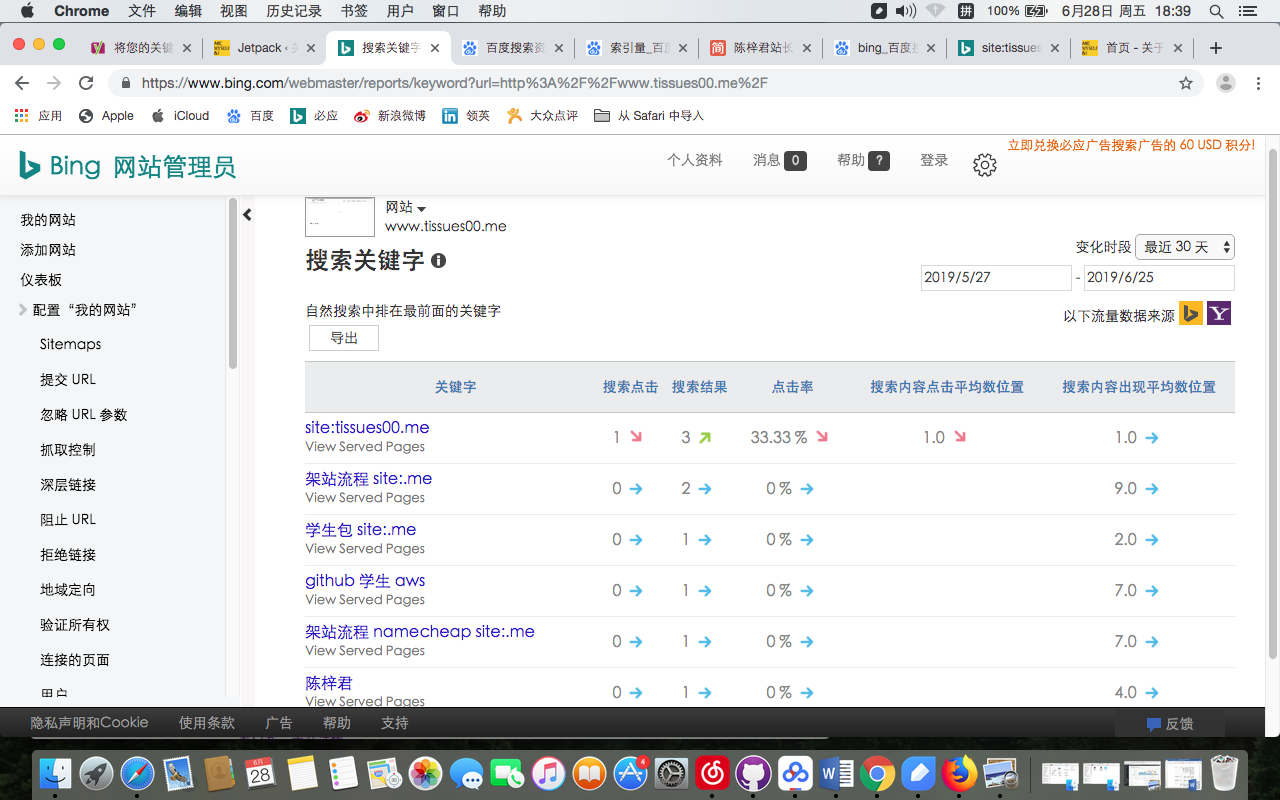 Chrome 文件 编辑 视图 历史记录 书签 用户 窗口 帮助 拼 100% 6月28日 周五 18:39
将您的关键 Jetpack ‹ 搜索关键字 百度搜索资 索引量_百度 简 陈梓君站长 bing_百度搜 site:tissues 首页 - 关于
https://www.bing.com/webmaster/reports/keyword?url=http%3A%2F%2Fwww.tissues00.me%2F
应用 Apple iCloud 百度 必应 新浪微博 领英 大众点评 从 Safari 中导入
立即兑换必应广告搜索广告的 60 USD 积分!
Bing 网站管理员
个人资料 消息 0 帮助 ? 登录
我的网站
添加网站
仪表板
配置“我的网站”
Sitemaps
提交 URL
忽略 URL 参数
抓取控制
深层链接
阻止 URL
拒绝链接
地域定向
验证所有权
连接的页面
用户
网站
www.tissues00.me
搜索关键字
变化时段 最近 30 天
2019/5/27 - 2019/6/25
自然搜索中排在最前面的关键字
以下流量数据来源
导出
关键字 搜索点击 搜索结果 点击率 搜索内容点击平均数位置 搜索内容出现平均数位置
site:tissues00.me 1 3 33.33 % 1.0 1.0
View Served Pages
架站流程 site:.me 0 2 0 % 9.0
View Served Pages
学生包 site:.me 0 1 0 % 2.0
View Served Pages
github 学生 aws 0 1 0 % 7.0
View Served Pages
架站流程 namecheap site:.me 0 1 0 % 7.0
View Served Pages
陈梓君 0 1 0 % 4.0
View Served Pages
隐私声明和Cookie 使用条款 广告 帮助 支持 反馈
6月
28
4